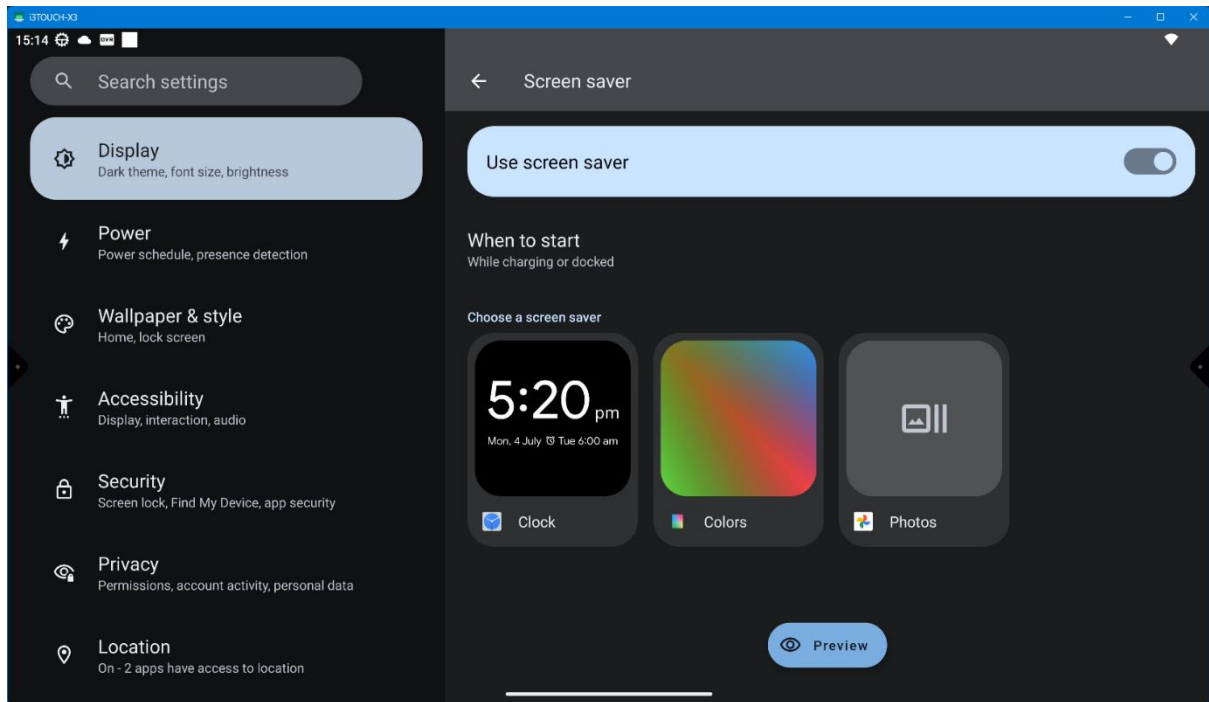 i3TOUCH-X3
15:14
DVR
Search settings
Display
Dark theme, font size, brightness
Power
Power schedule, presence detection
Wallpaper & style
Home, lock screen
Accessibility
Display, interaction, audio
Security
Screen lock, Find My Device, app security
Privacy
Permissions, account activity, personal data
Location
On - 2 apps have access to location
Screen saver
Use screen saver
When to start
While charging or docked
Choose a screen saver
5:20 pm
Mon, 4 July Tue 6:00 am
Clock
Colors
Photos
Preview